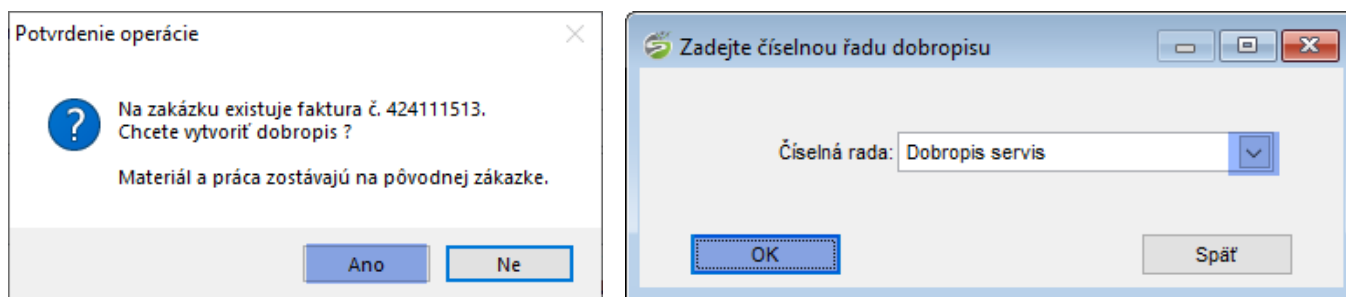 Potvrdenie operácie
Na zakázku existuje faktura č. 424111513.
Chcete vytvoriť dobropis ?
Materiál a práca zostávajú na pôvodnej zákazke.
Ano
Ne
Zadejte číselnou řadu dobropisu
Číselná rada: Dobropis servis
OK
Späť